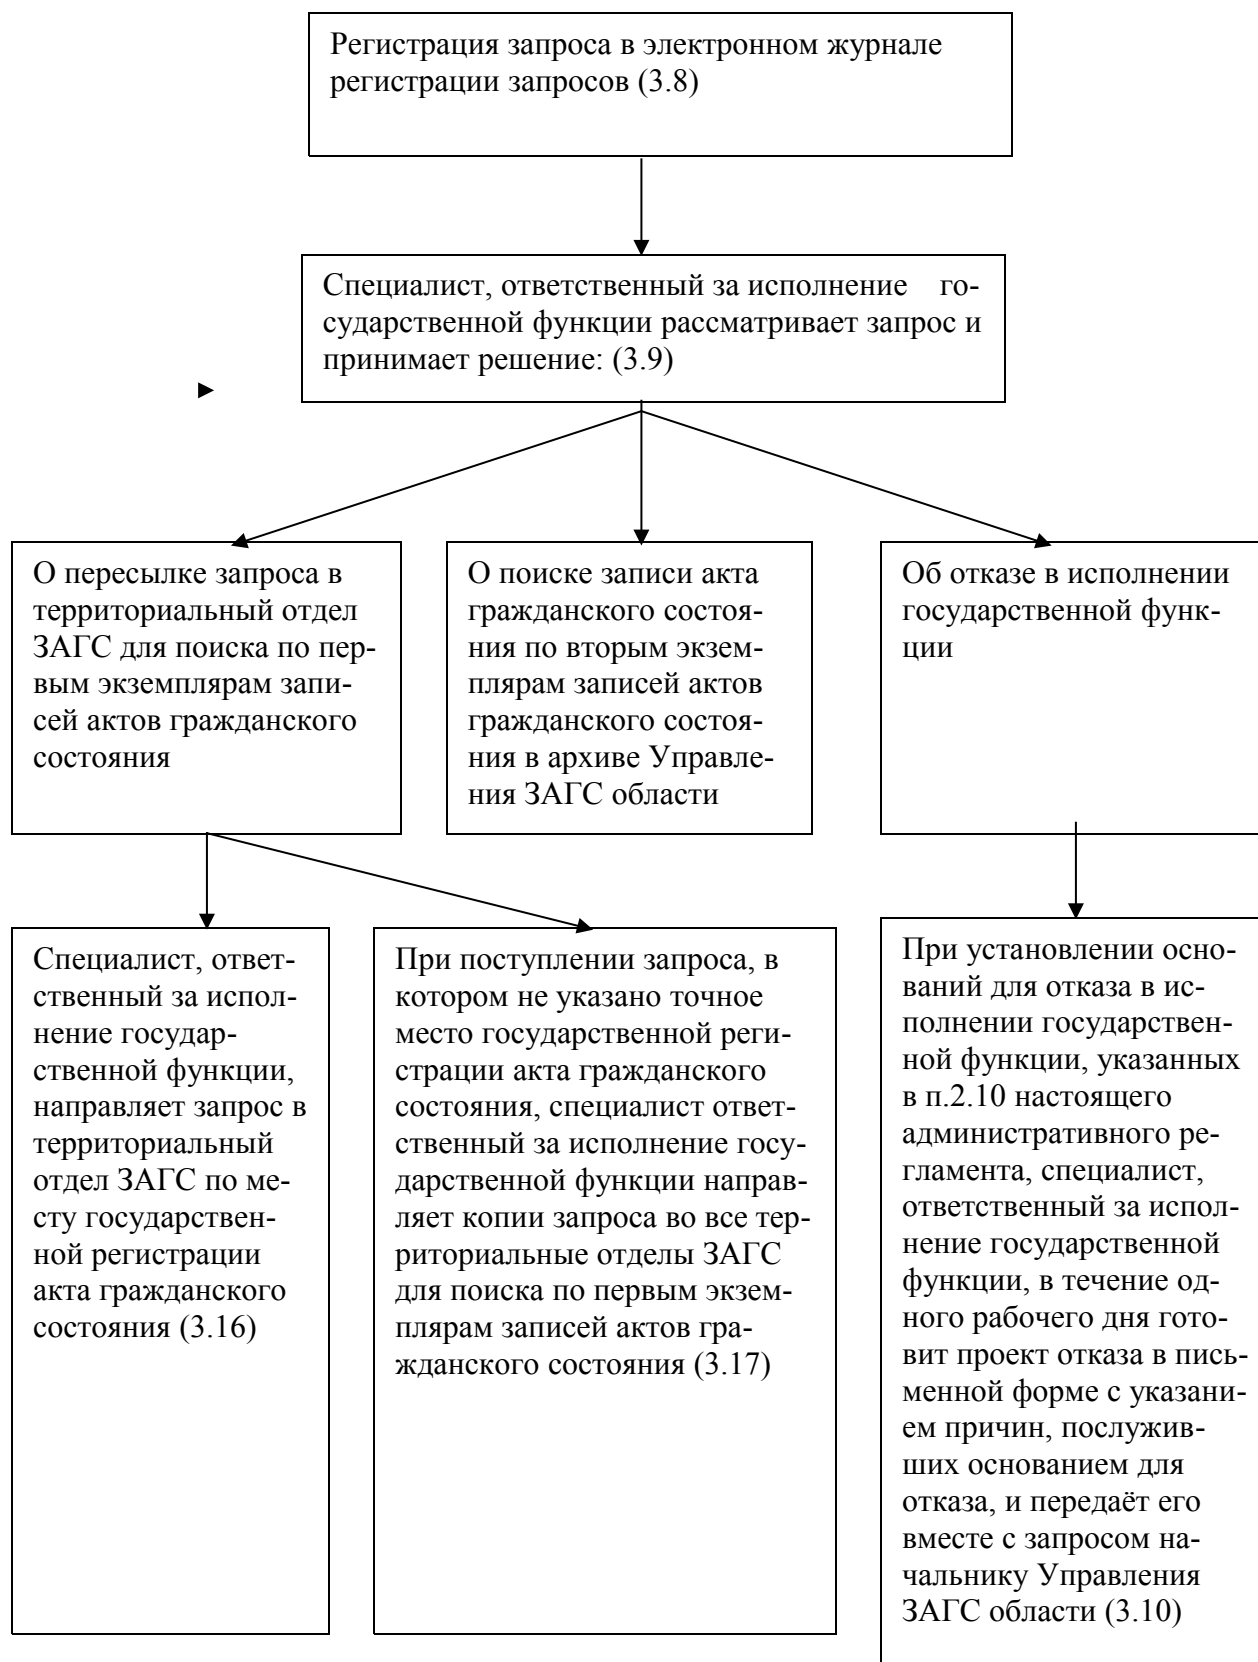 Регистрация запроса в электронном журнале
регистрации запросов (3.8)
Специалист, ответственный за исполнение го-
сударственной функции рассматривает запрос и
принимает решение: (3.9)
О пересылке запроса в
территориальный отдел
ЗАГС для поиска по пер-
вым экземплярам запи-
сей актов гражданского
состояния
О поиске записи акта
гражданского состоя-
ния по вторым экзем-
плярам записей актов
гражданского состоя-
ния в архиве Управле-
ния ЗАГС области
Об отказе в исполнении
государственной функ-
ции
Специалист, ответ-
ственный за испол-
нение государ-
ственной функции,
направляет запрос в
территориальный
отдел ЗАГС по ме-
сту государствен-
ной регистрации
акта гражданского
состояния (3.16)
При поступлении запроса, в
котором не указано точное
место государственной реги-
страции акта гражданского
состояния, специалист ответ-
ственный за исполнение госу-
дарственной функции направ-
ляет копии запроса во все тер-
риториальные отделы ЗАГС
для поиска по первым экзем-
плярам записей актов гра-
жданского состояния (3.17)
При установлении осно-
ваний для отказа в ис-
полнении государствен-
ной функции, указанных
в п.2.10 настоящего
административного ре-
гламента, специалист,
ответственный за испол-
нение государственной
функции, в течение од-
ного рабочего дня гото-
вит проект отказа в пись-
менной форме с указани-
ем причин, послужив-
ших основанием для
отказа, и передаёт его
вместе с запросом на-
чальнику Управления
ЗАГС области (3.10)